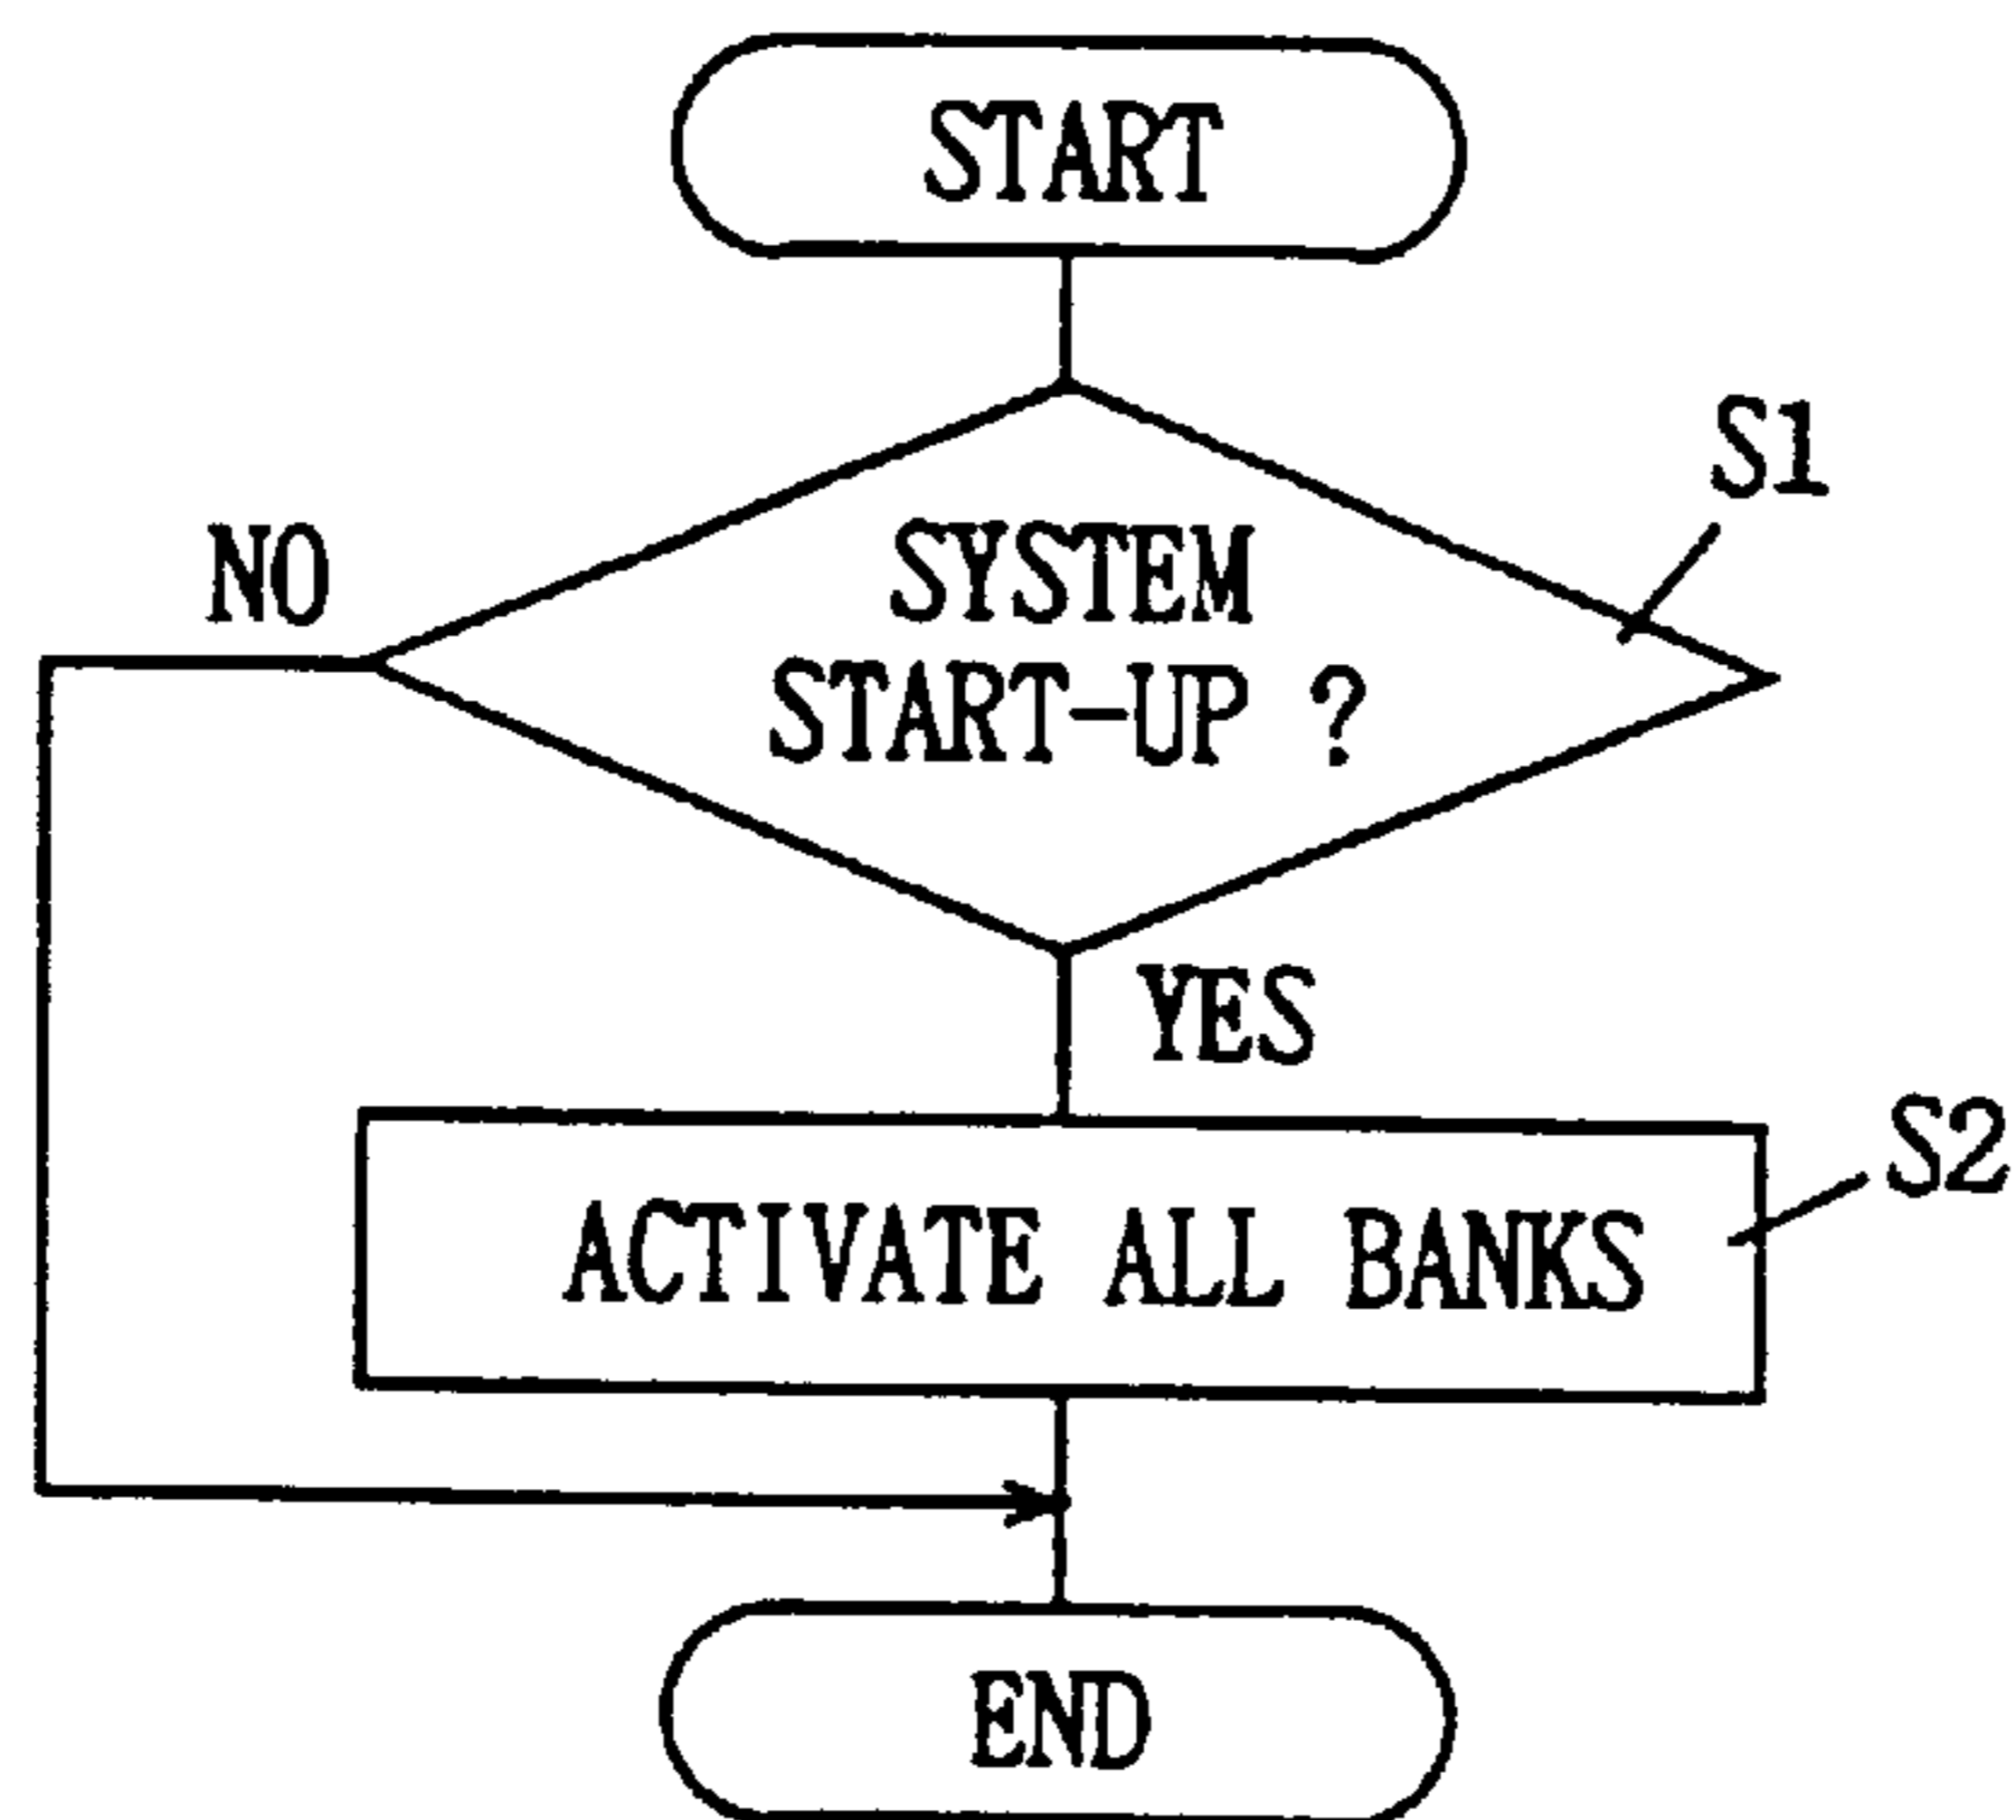 START
S1
NO
SYSTEM
START-UP ?
YES
S2
ACTIVATE ALL BANKS
END